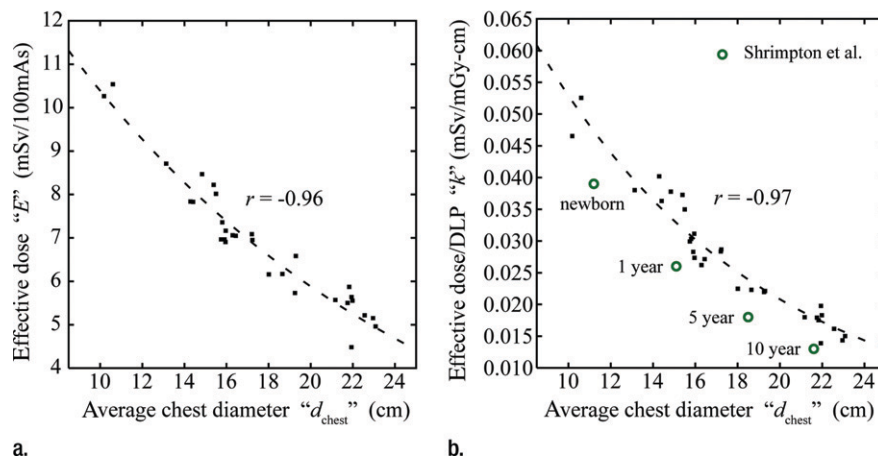 12
11
10
9
8
7
6
5
4
Effective dose “E” (mSv/100mAs)
r = -0.96
10 12 14 16 18 20 22 24
Average chest diameter “dchest” (cm)
a.
0.065
0.060
0.055
0.050
0.045
0.040
0.035
0.030
0.025
0.020
0.015
0.010
Effective dose/DLP “k” (mSv/mGy-cm)
Shrimpton et al.
r = -0.97
newborn
1 year
5 year
10 year
10 12 14 16 18 20 22 24
Average chest diameter “dchest” (cm)
b.